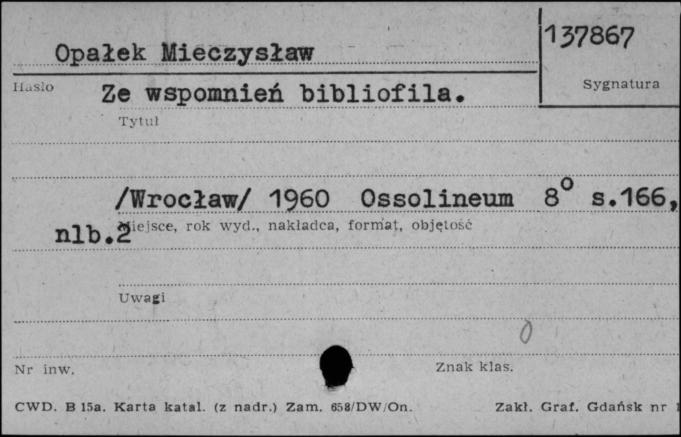 Opałek Mieczysław
137867
Hasło
Sygnatura
Ze wspomnień bibliofila.
Tytuł
/Wrocław/ 1960 Ossolineum 8° s.166,
nlb.2
Miejsce, rok wyd., nakładca, format, objętość
Uwagi
0
Nr inw.
Znak klas.
CWD. B 15a. Karta katal. (z nadr.) Zam. 658/DW/On.
Zakł. Graf. Gdańsk nr 1